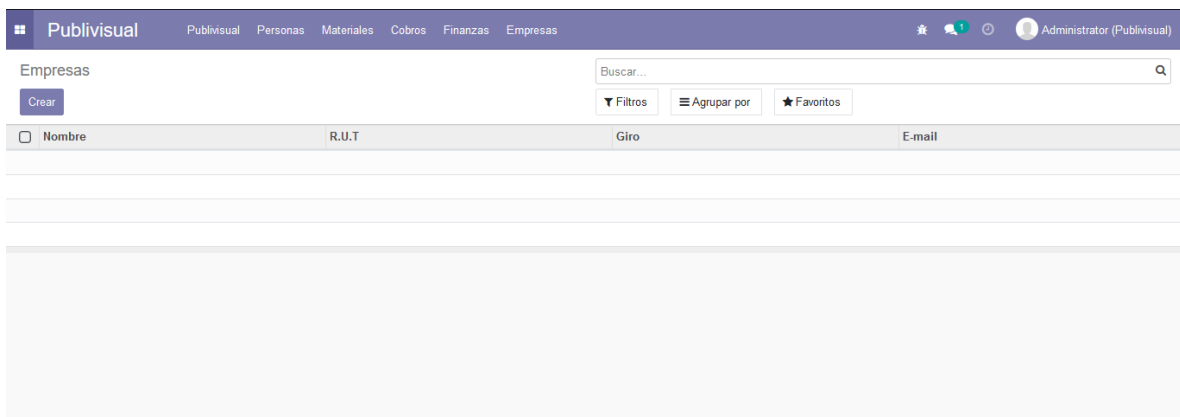 Publivisual Publivisual Personas Materiales Cobros Finanzas Empresas 1 Administrator (Publivisual)
Empresas Buscar...
Crear Filtros Agrupar por Favoritos
Nombre R.U.T Giro E-mail